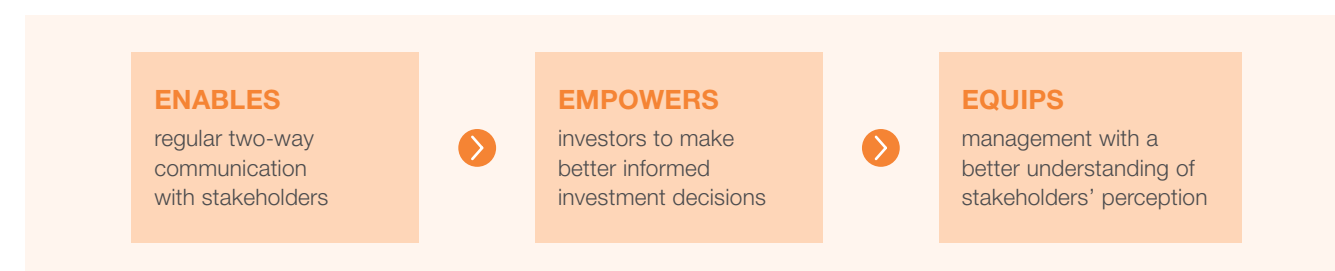 ENABLES
regular two-way
communication
with stakeholders
EMPOWERS
investors to make
better informed
investment decisions
EQUIPS
management with a
better understanding of
stakeholders’ perception